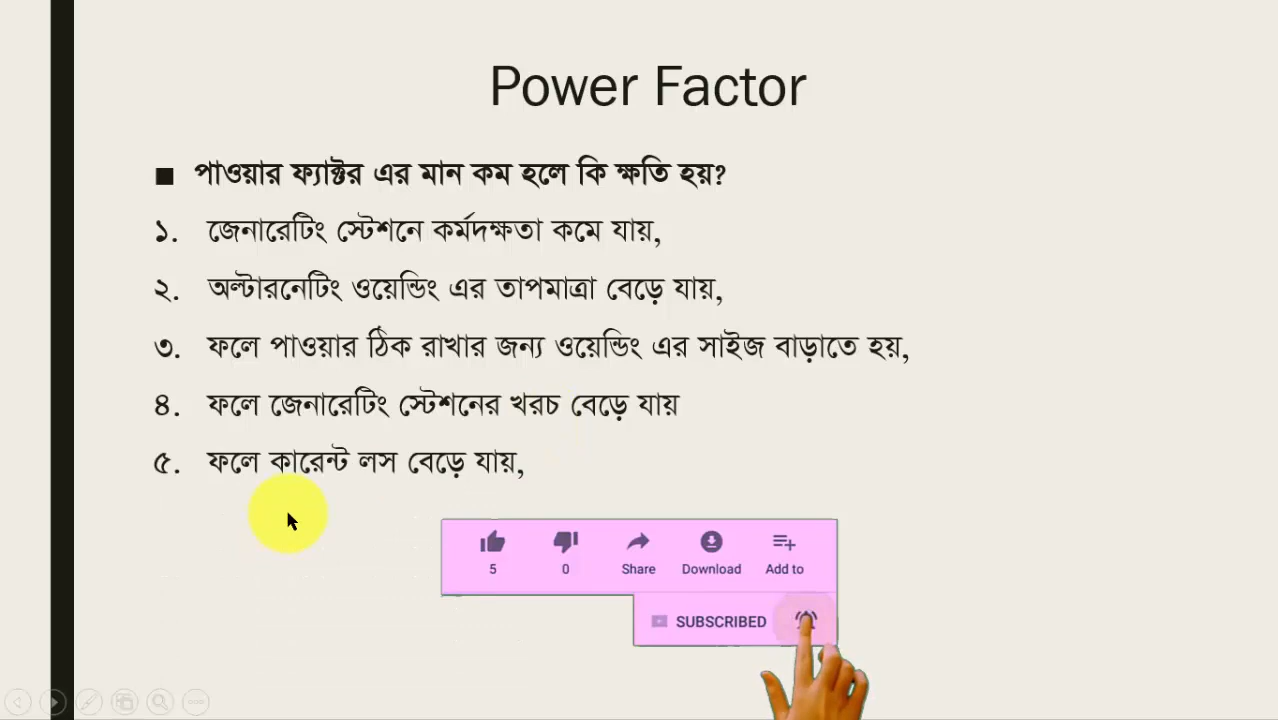 Power Factor
■ পাওয়ার ফ্যাক্টর এর মান কম হলে কি ক্ষতি হয়?
১. জেনারেটিং স্টেশনে কর্মদক্ষতা কমে যায়,
২. অল্টারনেটিং ওয়েন্ডিং এর তাপমাত্রা বেড়ে যায়,
৩. ফলে পাওয়ার ঠিক রাখার জন্য ওয়েন্ডিং এর সাইজ বাড়াতে হয়,
৪. ফলে জেনারেটিং স্টেশনের খরচ বেড়ে যায়
৫. ফলে কারেন্ট লস বেড়ে যায়,
5 0 Share Download Add to
SUBSCRIBED